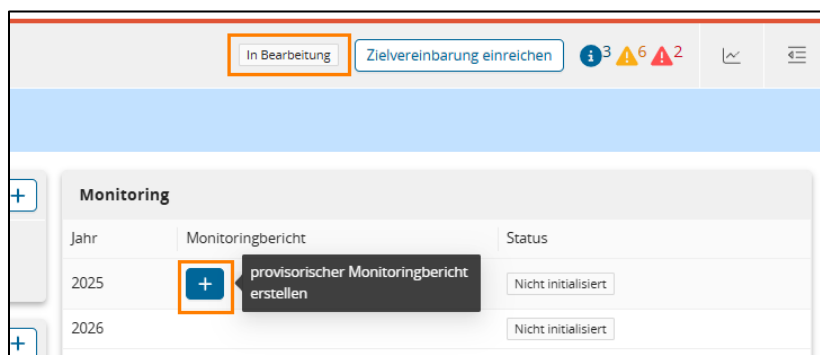 In Bearbeitung Zielvereinbarung einreichen 3 6 2
Monitoring
Jahr Monitoringbericht Status
2025 + provisorischer Monitoringbericht
erstellen Nicht initialisiert
2026 Nicht initialisiert